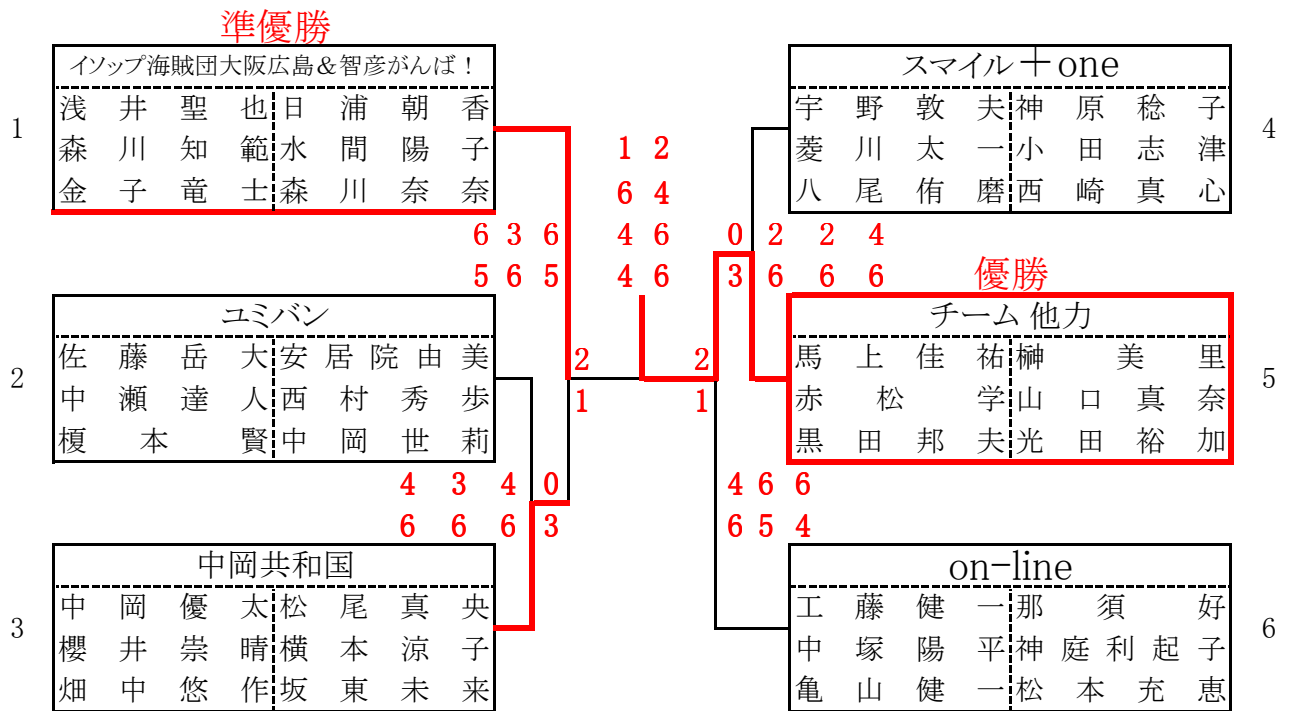 準優勝
1
イソップ海賊団大阪広島&智彦がんば!
浅井聖也 日浦朝香
森川知範 水間陽子
金子竜士 森川奈奈
6 3 6
5 6 5
2
ユミバン
佐藤岳大 安居院由美
中瀬達人 西村秀歩
榎本賢 中岡世莉
4 3 4 0
6 6 6 3
3
中岡共和国
中岡優太 松尾真央
櫻井崇晴 横本涼子
畑中悠作 坂東未来
2
1
1 2
6 4
4 6
4 6
2
1
スマイル+one
宇野敦夫 神原稔子
菱川太一 小田志津
八尾侑磨 西崎真心
4
0 2 2 4
3 6 6 6
優勝
チーム 他力
馬上佳祐 榊美里
赤松学 山口真奈
黒田邦夫 光田裕加
5
4 6 6
6 5 4
on-line
工藤健一 那須好
中塚陽平 神庭利起子
亀山健一 松本充恵
6